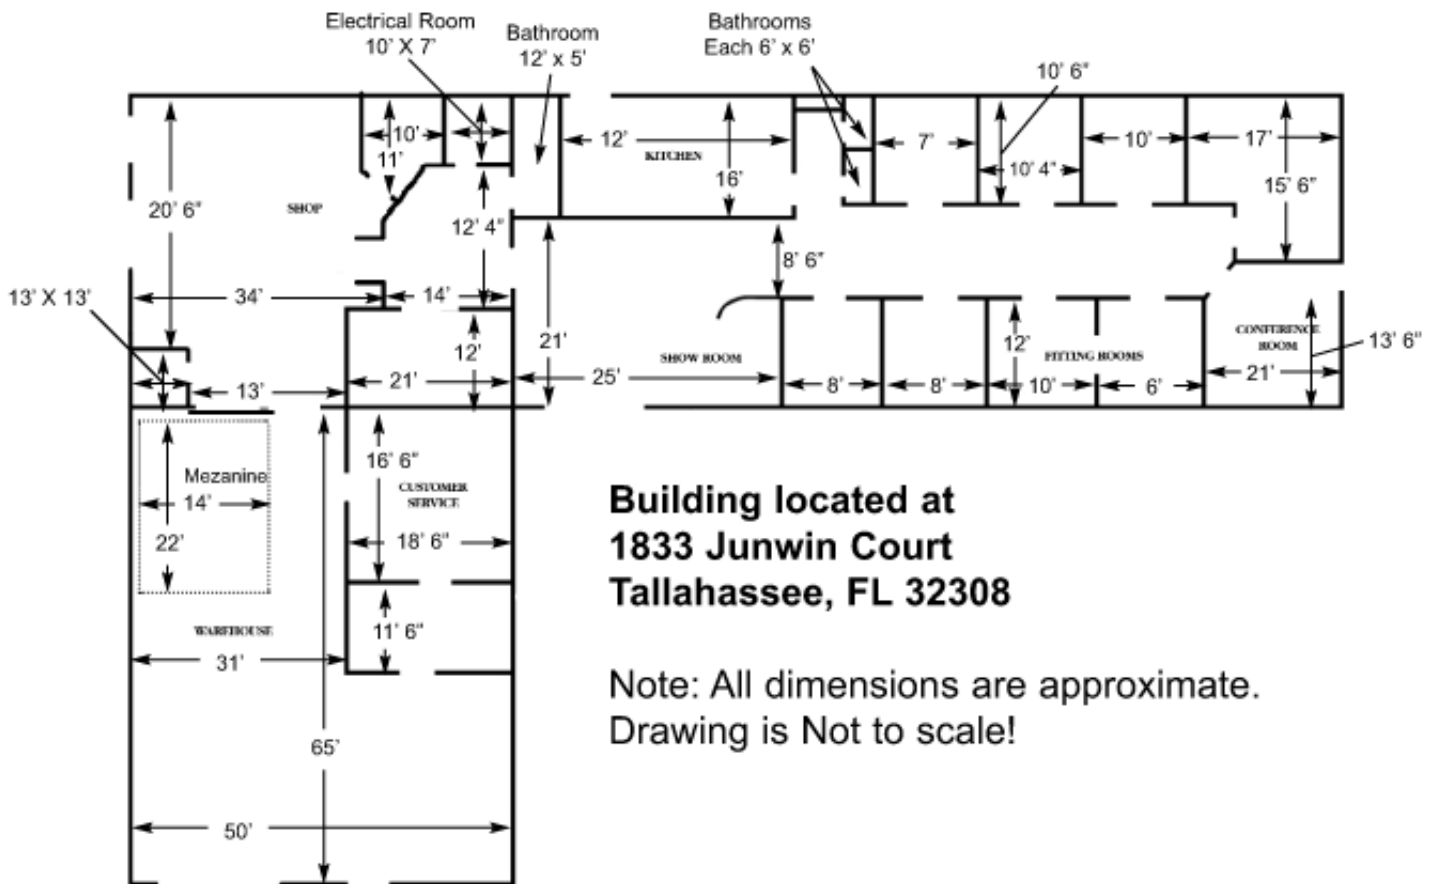 Electrical Room
10' X 7'
Bathroom
12' x 5'
Bathrooms
Each 6' x 6'
10' 6"
10'
11'
12'
KITCHEN
16'
7'
10' 4"
10'
17'
15' 6"
20' 6"
SHOP
12' 4"
8' 6"
13' X 13'
34'
14'
12'
21'
SHOW ROOM
12'
FITTING ROOMS
CONFERENCE
ROOM
13' 6"
13'
21'
25'
8'
8'
10'
6'
21'
Mezanine
14'
22'
16' 6"
CUSTOMER
SERVICE
18' 6"
11' 6"
WAREHOUSE
31'
65'
50'
Building located at
1833 Junwin Court
Tallahassee, FL 32308
Note: All dimensions are approximate.
Drawing is Not to scale!